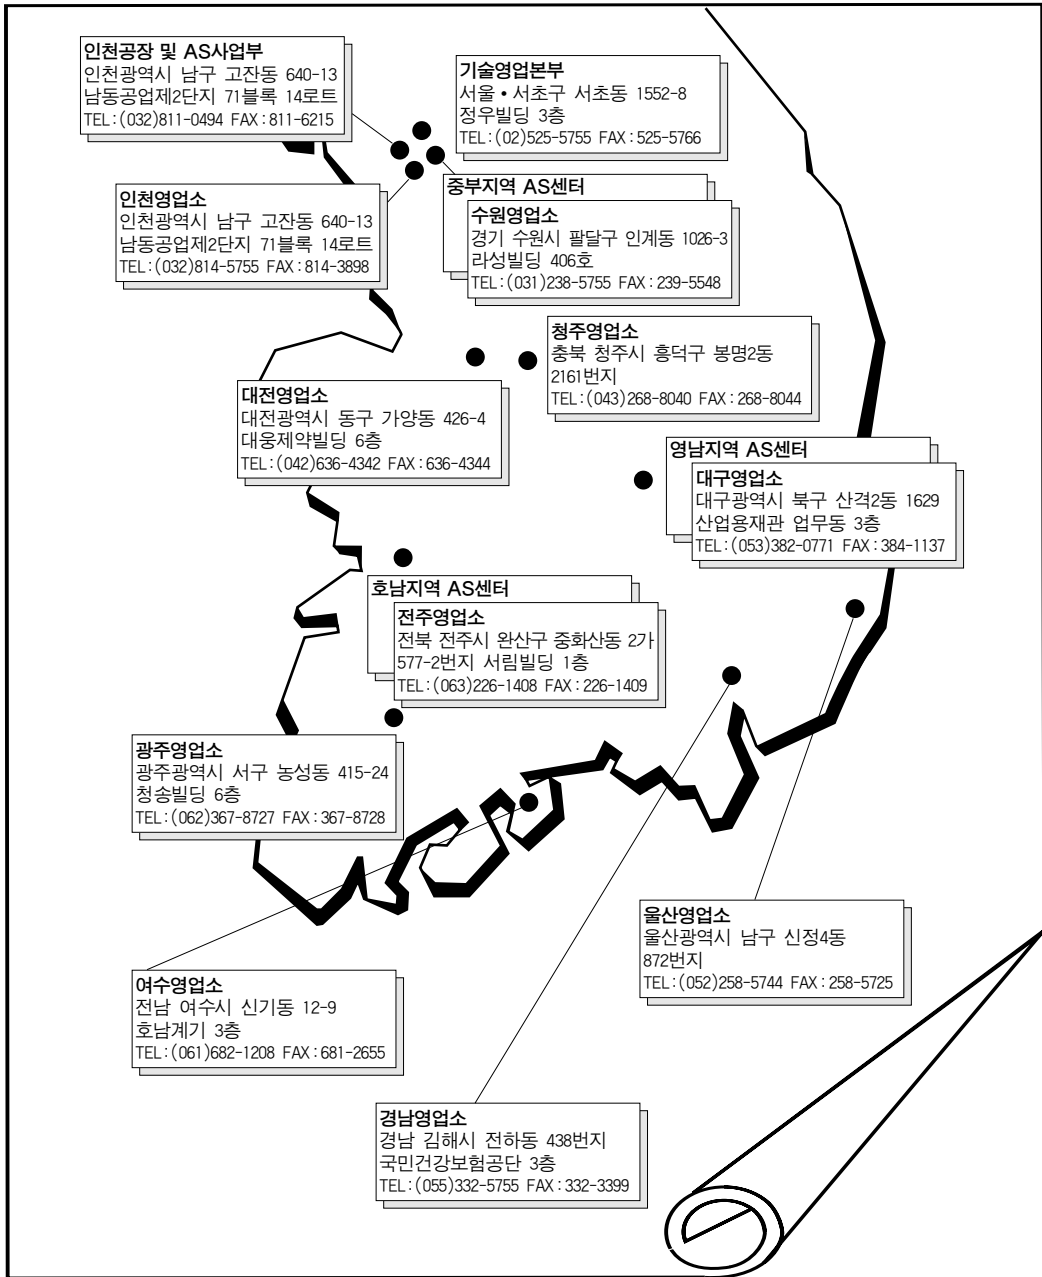 인천공장 및 AS사업부
인천광역시 남구 고잔동 640-13
남동공업제2단지 71블록 14로트
TEL:(032)811-0494 FAX:811-6215
기술영업본부
서울•서초구 서초동 1552-8
정우빌딩 3층
TEL:(02)525-5755 FAX:525-5766
인천영업소
인천광역시 남구 고잔동 640-13
남동공업제2단지 71블록 14로트
TEL:(032)814-5755 FAX:814-3898
중부지역 AS센터
수원영업소
경기 수원시 팔달구 인계동 1026-3
라성빌딩 406호
TEL:(031)238-5755 FAX:239-5548
청주영업소
충북 청주시 흥덕구 봉명2동
2161번지
TEL:(043)268-8040 FAX:268-8044
대전영업소
대전광역시 동구 가양동 426-4
대웅제약빌딩 6층
TEL:(042)636-4342 FAX:636-4344
영남지역 AS센터
대구영업소
대구광역시 북구 산격2동 1629
산업용재관 업무동 3층
TEL:(053)382-0771 FAX:384-1137
호남지역 AS센터
전주영업소
전북 전주시 완산구 중화산동 2가
577-2번지 서림빌딩 1층
TEL:(063)226-1408 FAX:226-1409
광주영업소
광주광역시 서구 농성동 415-24
청송빌딩 6층
TEL:(062)367-8727 FAX:367-8728
울산영업소
울산광역시 남구 신정4동
872번지
TEL:(052)258-5744 FAX:258-5725
여수영업소
전남 여수시 신기동 12-9
호남계기 3층
TEL:(061)682-1208 FAX:681-2655
경남영업소
경남 김해시 전하동 438번지
국민건강보험공단 3층
TEL:(055)332-5755 FAX:332-3399